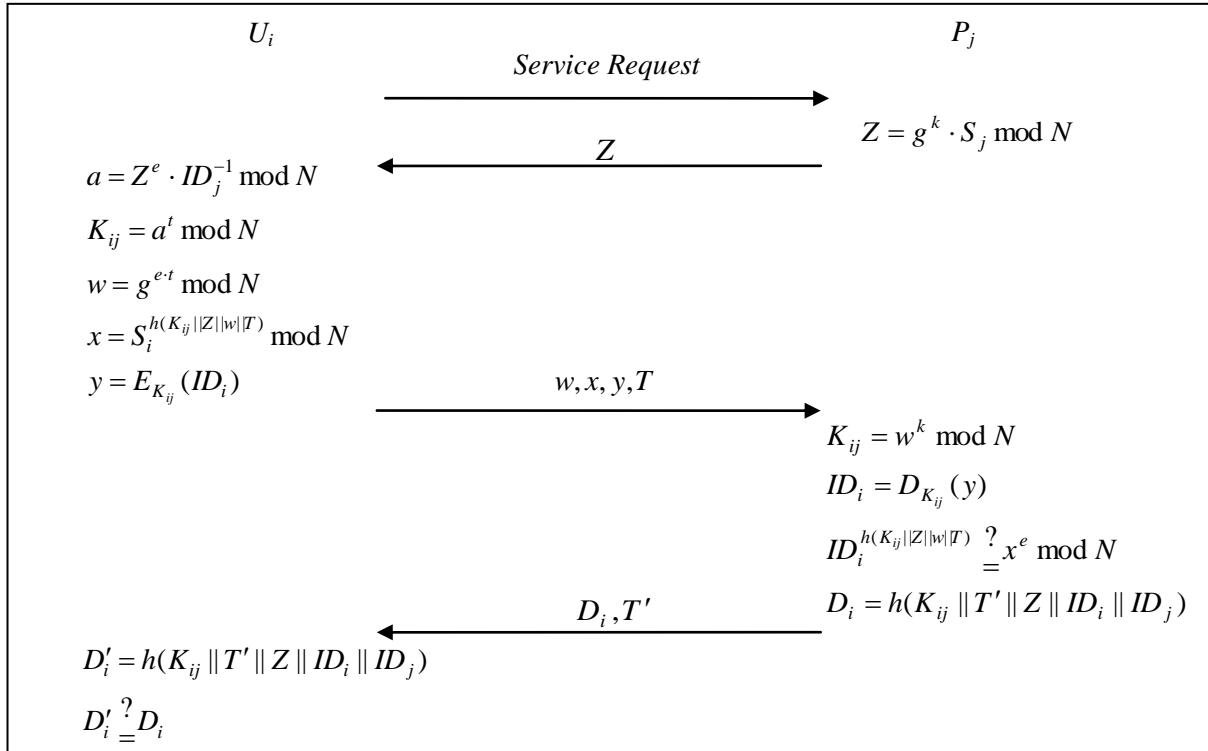 U_i P_j
Service Request
Z = g^k · S_j mod N
Z
a = Z^e · ID_j^{-1} mod N
K_{ij} = a^t mod N
w = g^{e·t} mod N
x = S_i^{h(K_{ij}||Z||w||T)} mod N
y = E_{K_{ij}}(ID_i)
w, x, y, T
K_{ij} = w^k mod N
ID_i = D_{K_{ij}}(y)
ID_i^{h(K_{ij}||Z||w||T)} ?= x^e mod N
D_i = h(K_{ij} || T′ || Z || ID_i || ID_j)
D_i, T′
D′_i = h(K_{ij} || T′ || Z || ID_i || ID_j)
D′_i ?= D_i